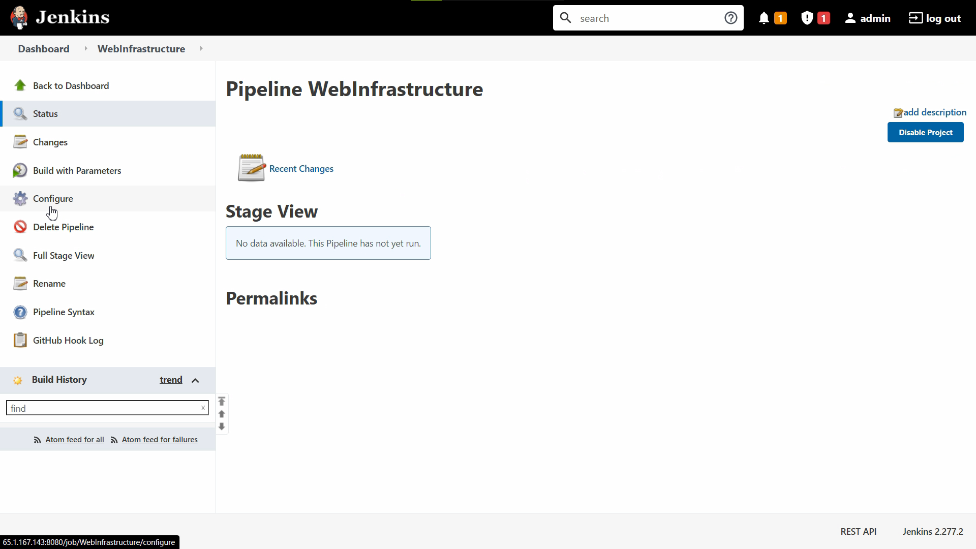 Jenkins
search
1
1
admin
log out
Dashboard
WebInfrastructure
Back to Dashboard
Status
Changes
Build with Parameters
Configure
Delete Pipeline
Full Stage View
Rename
Pipeline Syntax
GitHub Hook Log
Build History
trend
find
x
Atom feed for all
Atom feed for failures
Pipeline WebInfrastructure
add description
Disable Project
Recent Changes
Stage View
No data available. This Pipeline has not yet run.
Permalinks
REST API
Jenkins 2.277.2
65.1.167.143:8080/job/WebInfrastructure/configure